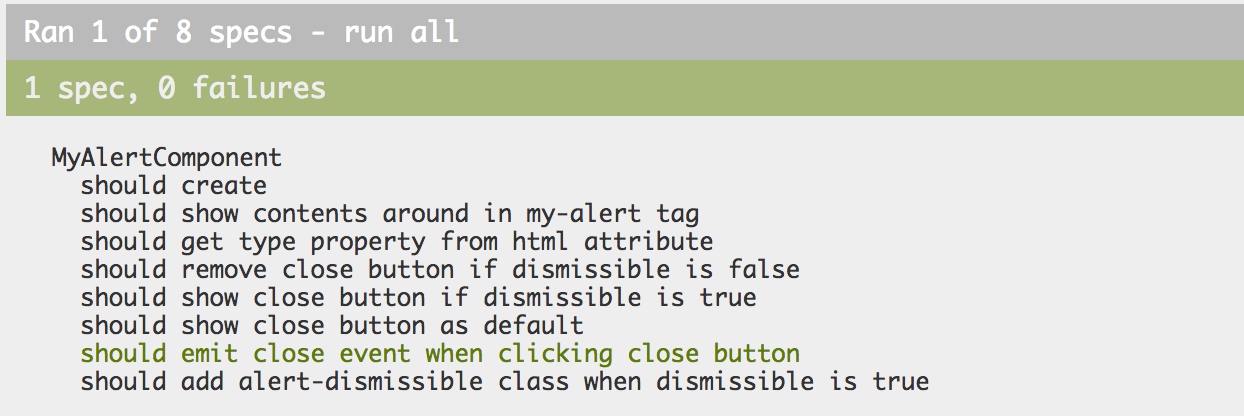 Ran 1 of 8 specs - run all
1 spec, 0 failures
MyAlertComponent
should create
should show contents around in my-alert tag
should get type property from html attribute
should remove close button if dismissible is false
should show close button if dismissible is true
should show close button as default
should emit close event when clicking close button
should add alert-dismissible class when dismissible is true